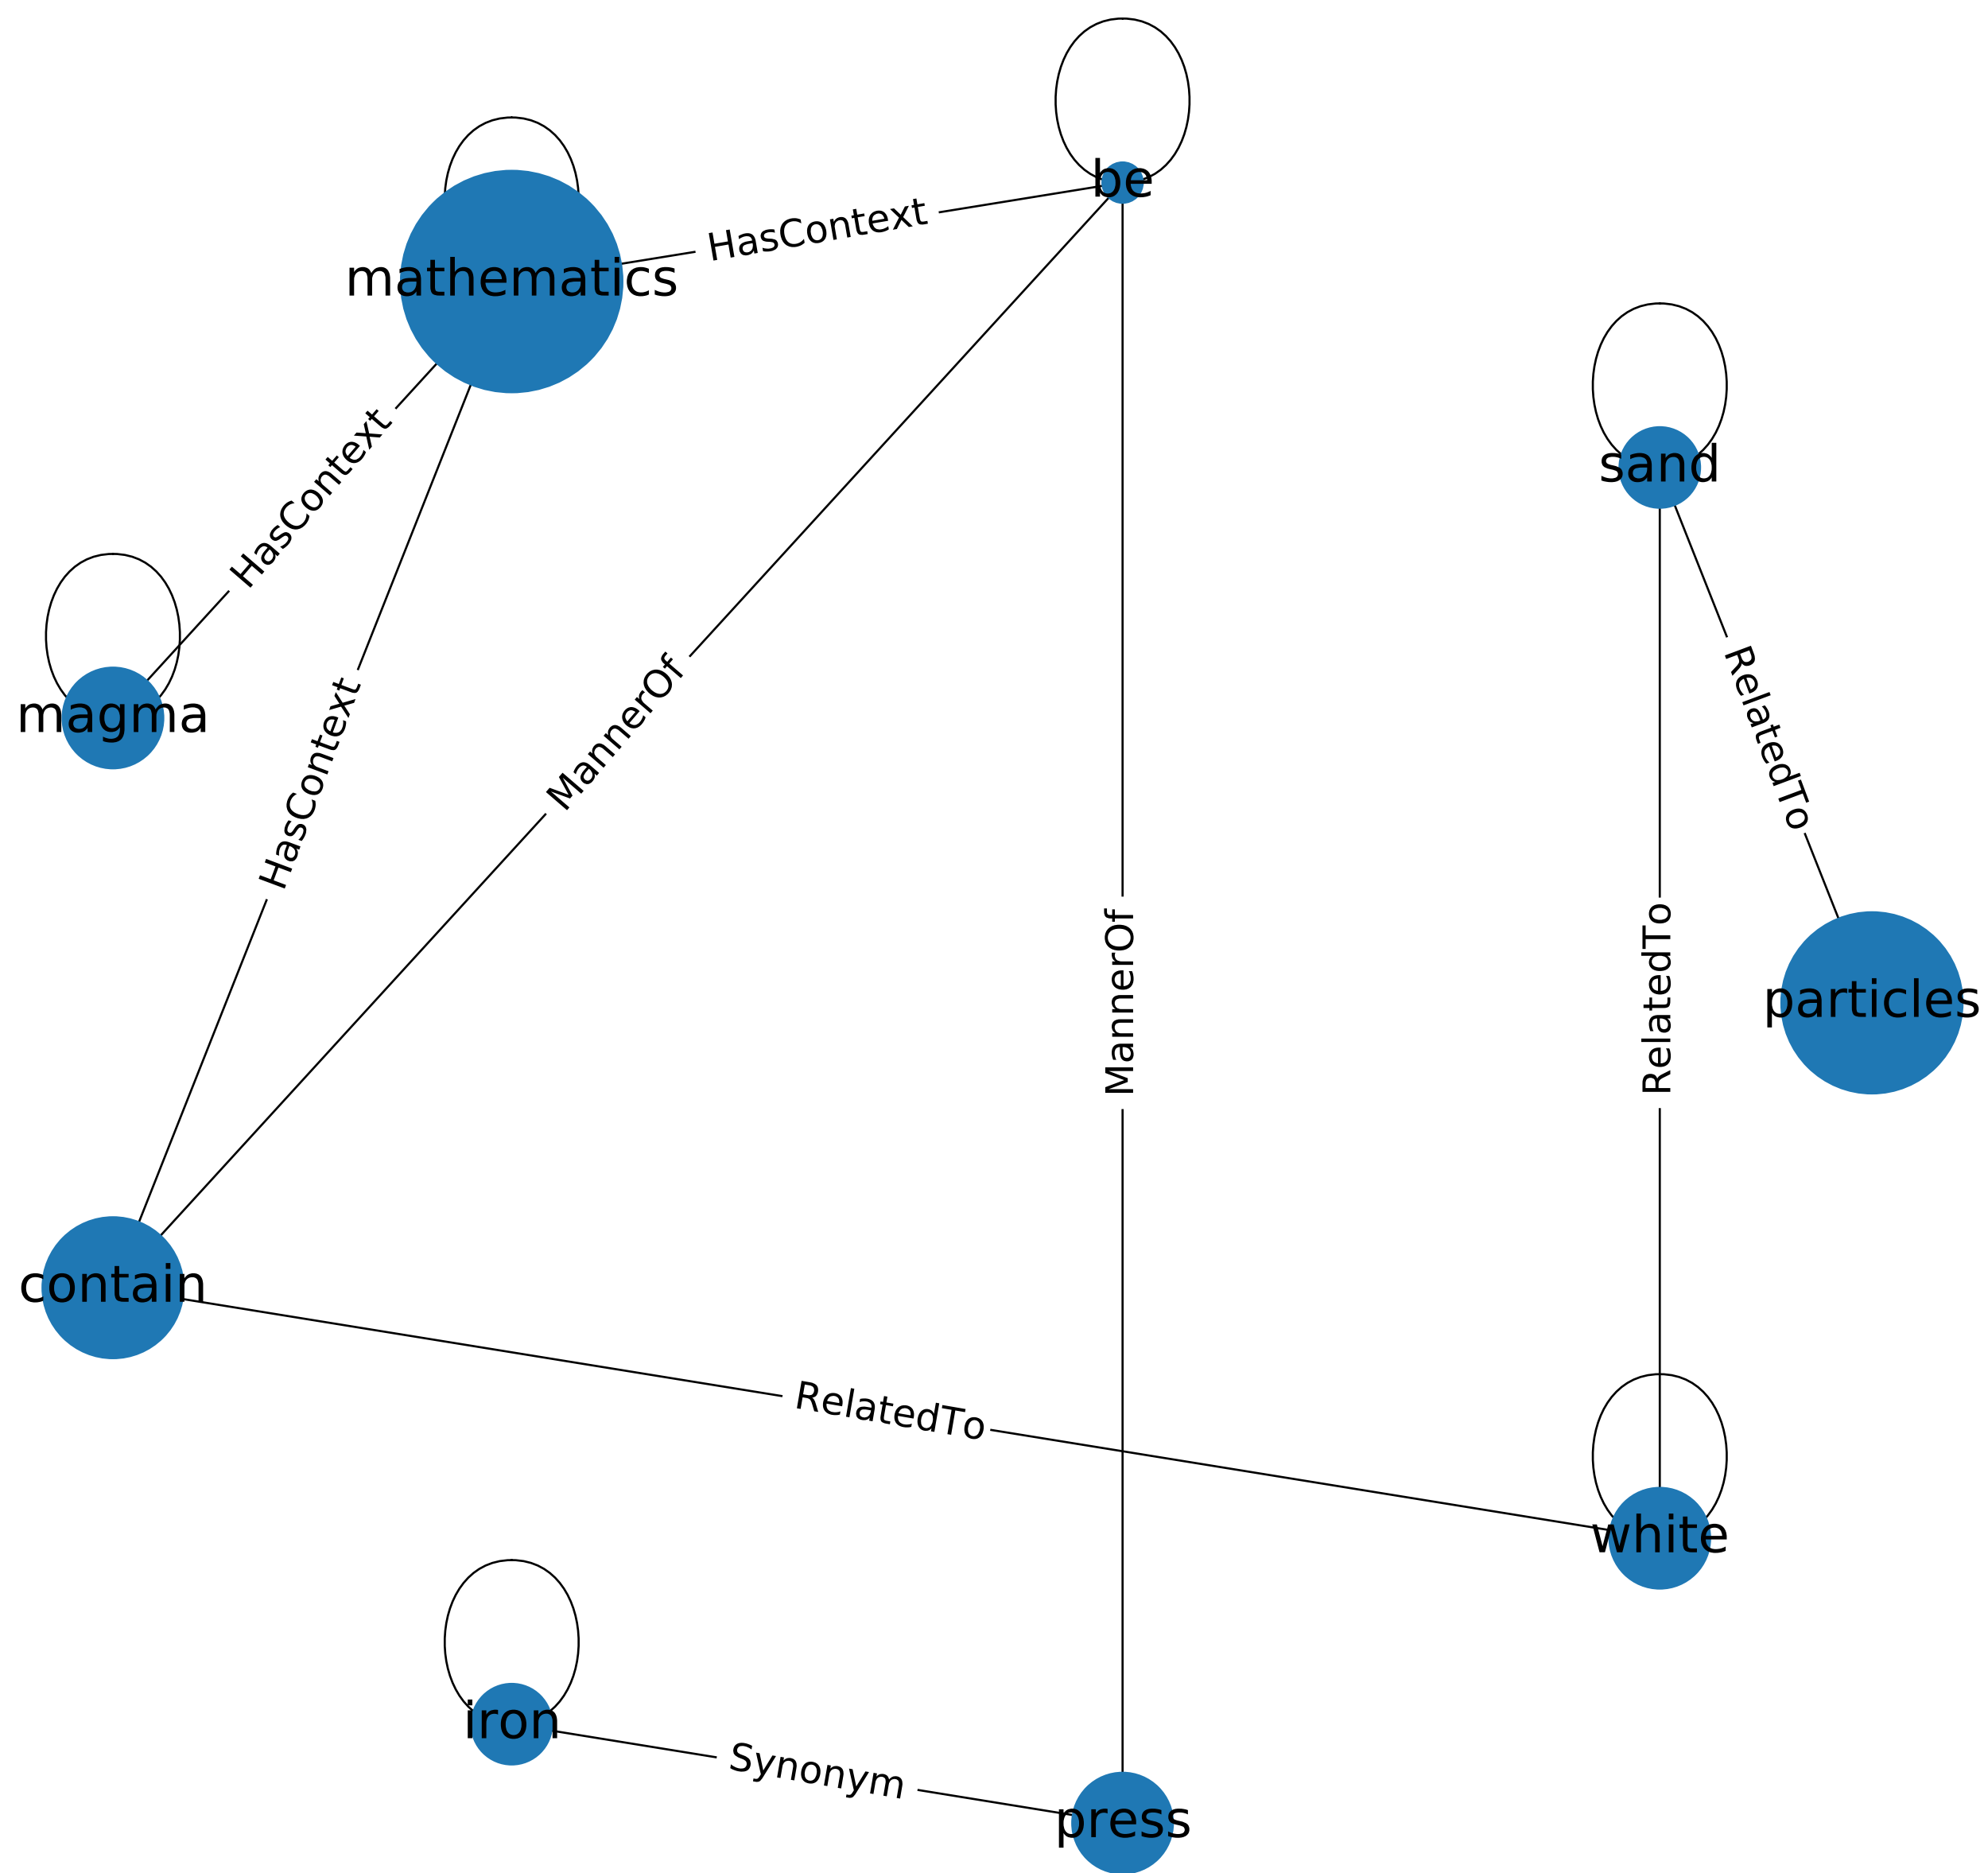 be
HasContext
mathematics
sand
HasContext
RelatedTo
magma
HasContext
MannerOf
MannerOf
RelatedTo
particles
contain
RelatedTo
white
iron
Synonym
press